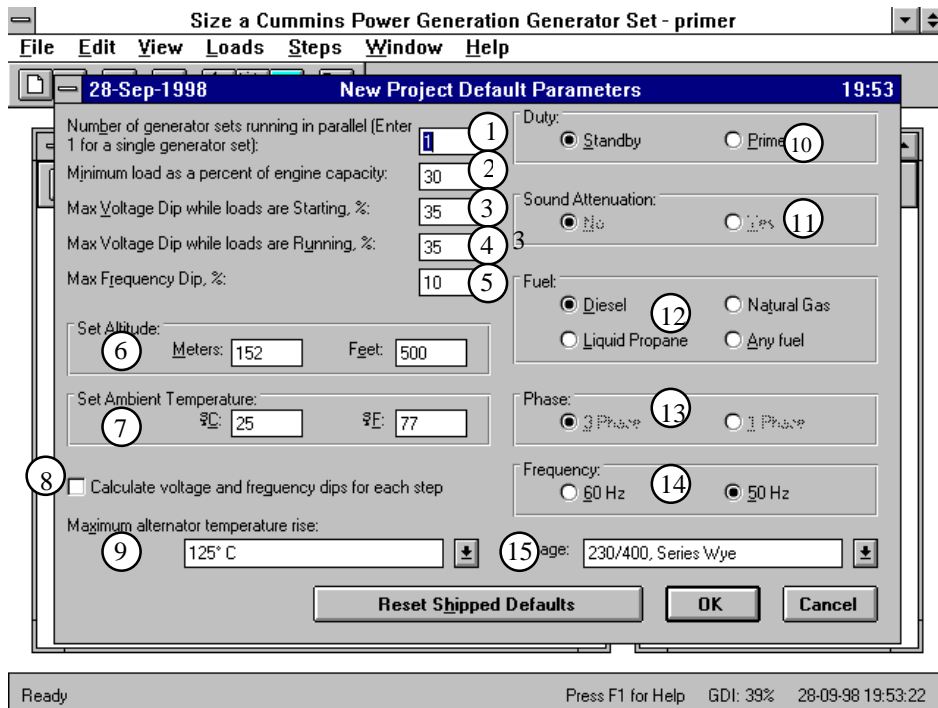 Size a Cummins Power Generation Generator Set - primer
File Edit View Loads Steps Window Help
28-Sep-1998 New Project Default Parameters 19:53
Number of generator sets running in parallel (Enter
1 for a single generator set): 1 1
Minimum load as a percent of engine capacity: 30 2
Max Voltage Dip while loads are Starting, %: 35 3
Max Voltage Dip while loads are Running, %: 35 4 3
Max Frequency Dip, %: 10 5
Set Altitude:
6 Meters: 152 Feet: 500
Set Ambient Temperature:
7 °C: 25 °F: 77
8 Calculate voltage and frequency dips for each step
Maximum alternator temperature rise:
9 125° C
Duty:
Standby Prime 10
Sound Attenuation:
No Yes 11
Fuel:
Diesel Natural Gas
12
Liquid Propane Any fuel
Phase:
3 Phase 13 1 Phase
Frequency:
60 Hz 14 50 Hz
15 age: 230/400, Series Wye
Reset Shipped Defaults OK Cancel
Ready Press F1 for Help GDI: 39% 28-09-98 19:53:22